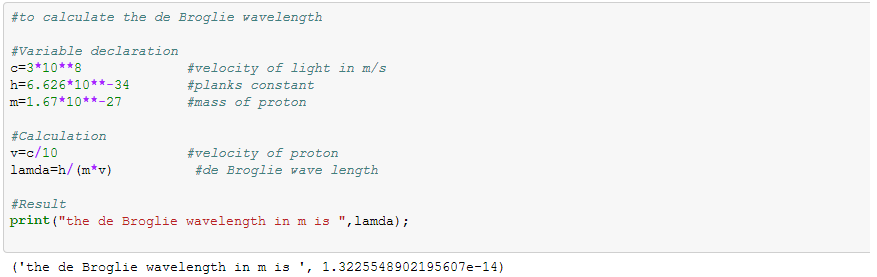 #to calculate the de Broglie wavelength
#Variable declaration
c=3*10**8 #velocity of light in m/s
h=6.626*10**-34 #planks constant
m=1.67*10**-27 #mass of proton
#Calculation
v=c/10 #velocity of proton
lamda=h/(m*v) #de Broglie wave length
#Result
print("the de Broglie wavelength in m is ",lamda);
('the de Broglie wavelength in m is ', 1.3225548902195607e-14)